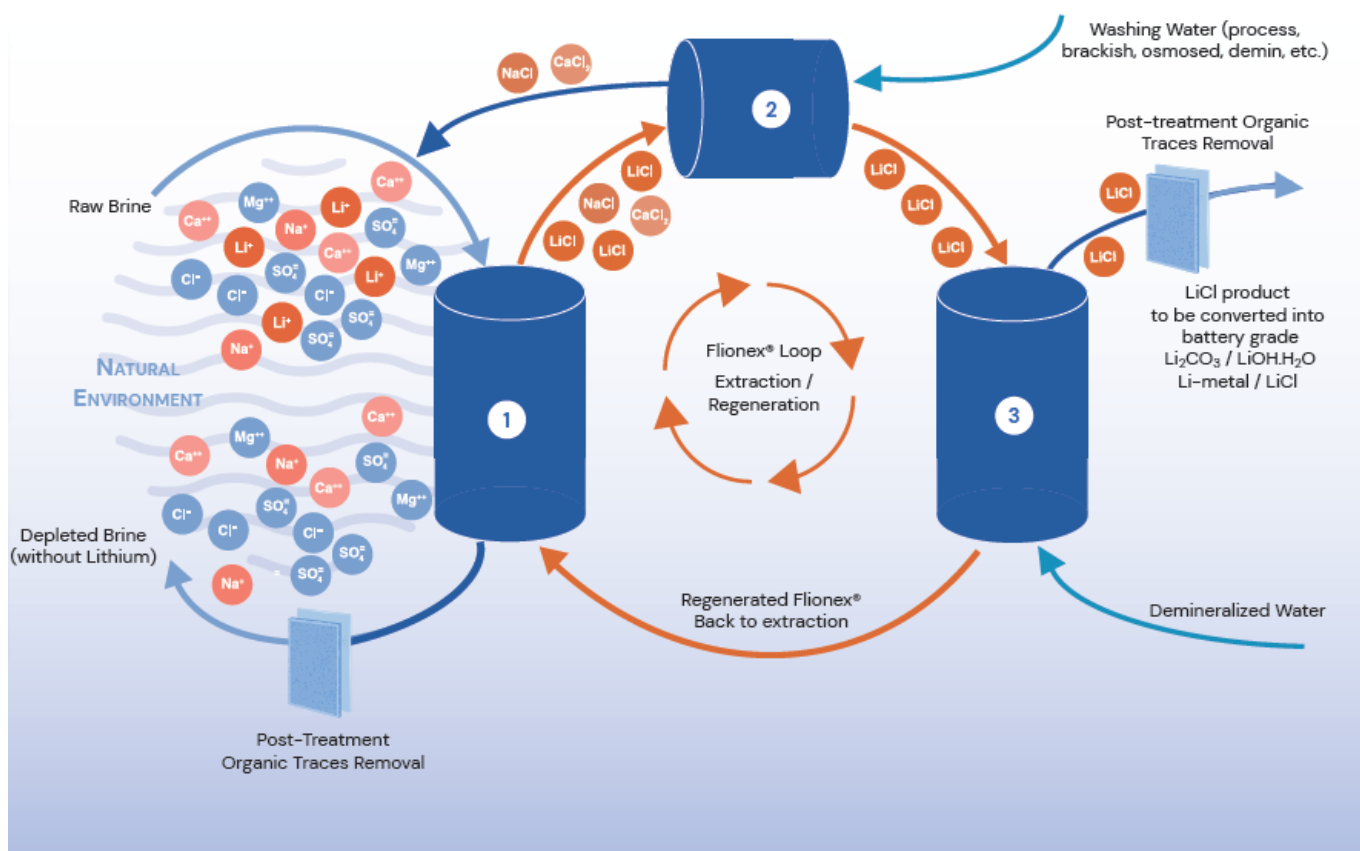 Washing Water (process,
brackish, osmosed, demin, etc.)
NaCl
CaCl₂
2
Post-treatment Organic
Traces Removal
Raw Brine
Ca⁺⁺
Mg⁺⁺
Li⁺
Ca⁺⁺
Na⁺
SO₄⁼
Li⁺
Ca⁺⁺
Mg⁺⁺
Cl⁻
SO₄⁼
Cl⁻
Li⁺
Li⁺
SO₄⁼
SO₄⁼
Na⁺
LiCl
NaCl
CaCl₂
LiCl
LiCl
LiCl
LiCl
LiCl
LiCl
LiCl
LiCl product
to be converted into
battery grade
Li₂CO₃ / LiOH.H₂O
Li-metal / LiCl
Flionex® Loop
Extraction /
Regeneration
Natural
Environment
1
3
Ca⁺⁺
Mg⁺⁺
Ca⁺⁺
Na⁺
SO₄⁼
Ca⁺⁺
Mg⁺⁺
Cl⁻
SO₄⁼
Cl⁻
Cl⁻
SO₄⁼
SO₄⁼
Na⁺
Depleted Brine
(without Lithium)
Regenerated Flionex®
Back to extraction
Demineralized Water
Post-Treatment
Organic Traces Removal